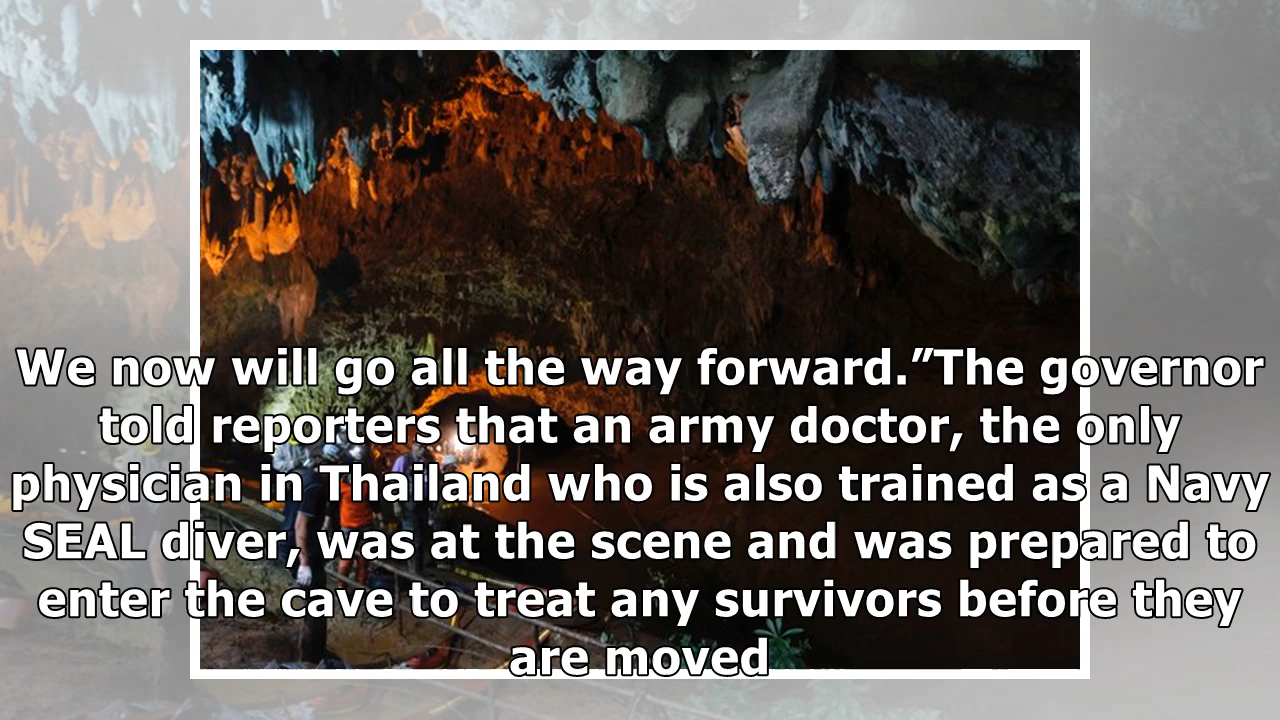 We now will go all the way forward.”The governor
told reporters that an army doctor, the only
physician in Thailand who is also trained as a Navy
SEAL diver, was at the scene and was prepared to
enter the cave to treat any survivors before they
are moved